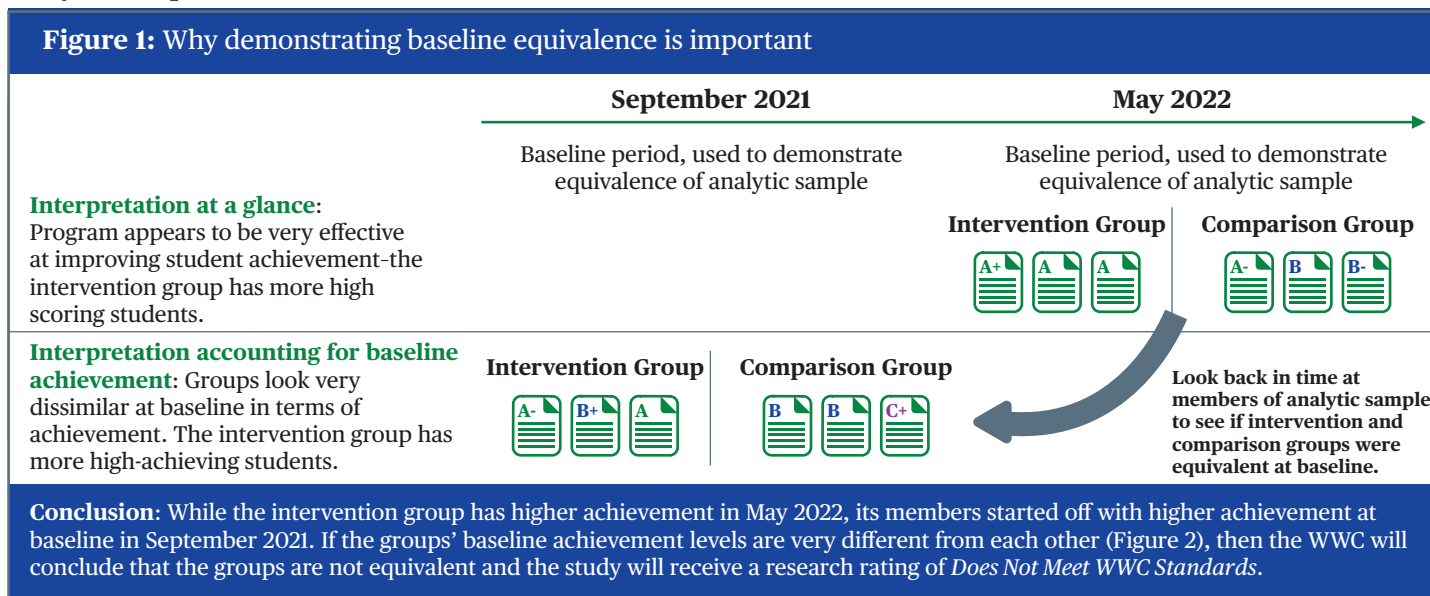 Figure 1: Why demonstrating baseline equivalence is important
September 2021
May 2022
Baseline period, used to demonstrate
equivalence of analytic sample
Baseline period, used to demonstrate
equivalence of analytic sample
Interpretation at a glance:
Program appears to be very effective
at improving student achievement–the
intervention group has more high
scoring students.
Intervention Group
Comparison Group
A+ A A
A- B B-
Interpretation accounting for baseline
achievement: Groups look very
dissimilar at baseline in terms of
achievement. The intervention group has
more high-achieving students.
Intervention Group
Comparison Group
A- B+ A
B B C+
Look back in time at
members of analytic sample
to see if intervention and
comparison groups were
equivalent at baseline.
Conclusion: While the intervention group has higher achievement in May 2022, its members started off with higher achievement at
baseline in September 2021. If the groups’ baseline achievement levels are very different from each other (Figure 2), then the WWC will
conclude that the groups are not equivalent and the study will receive a research rating of Does Not Meet WWC Standards.